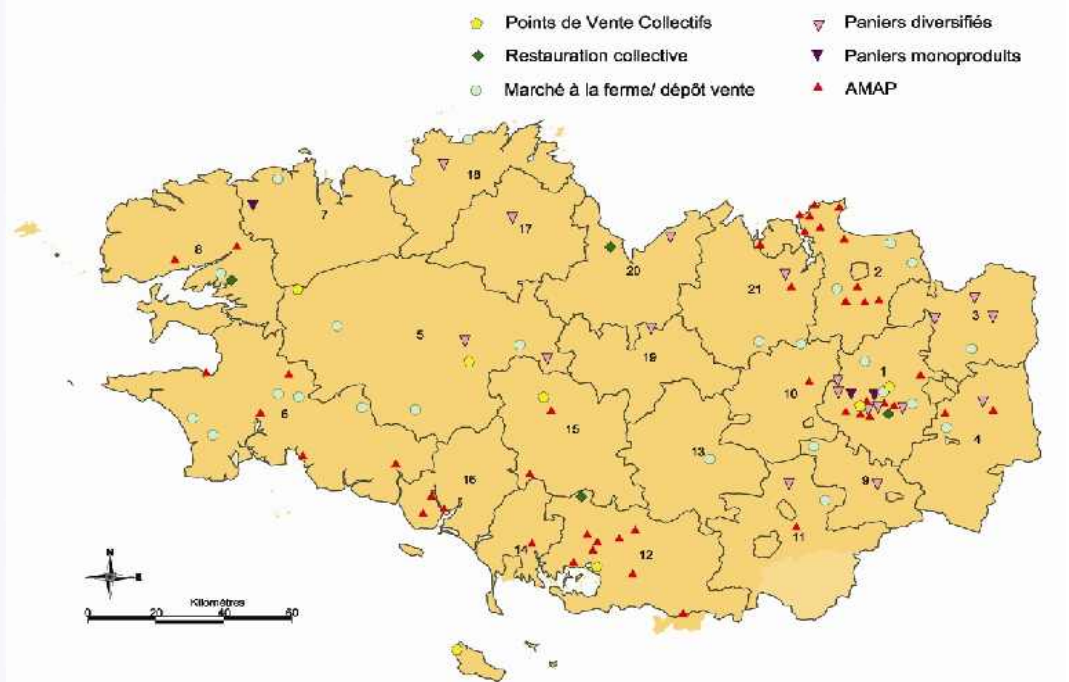 Points de Vente Collectifs
Paniers diversifiés
Restauration collective
Paniers monoproduits
Marché à la ferme/ dépôt vente
AMAP
18
7
17
8
2
20
21
3
5
19
1
10
6
15
4
13
16
9
11
14
12
N
E
Kilomètres
0 20 40 60